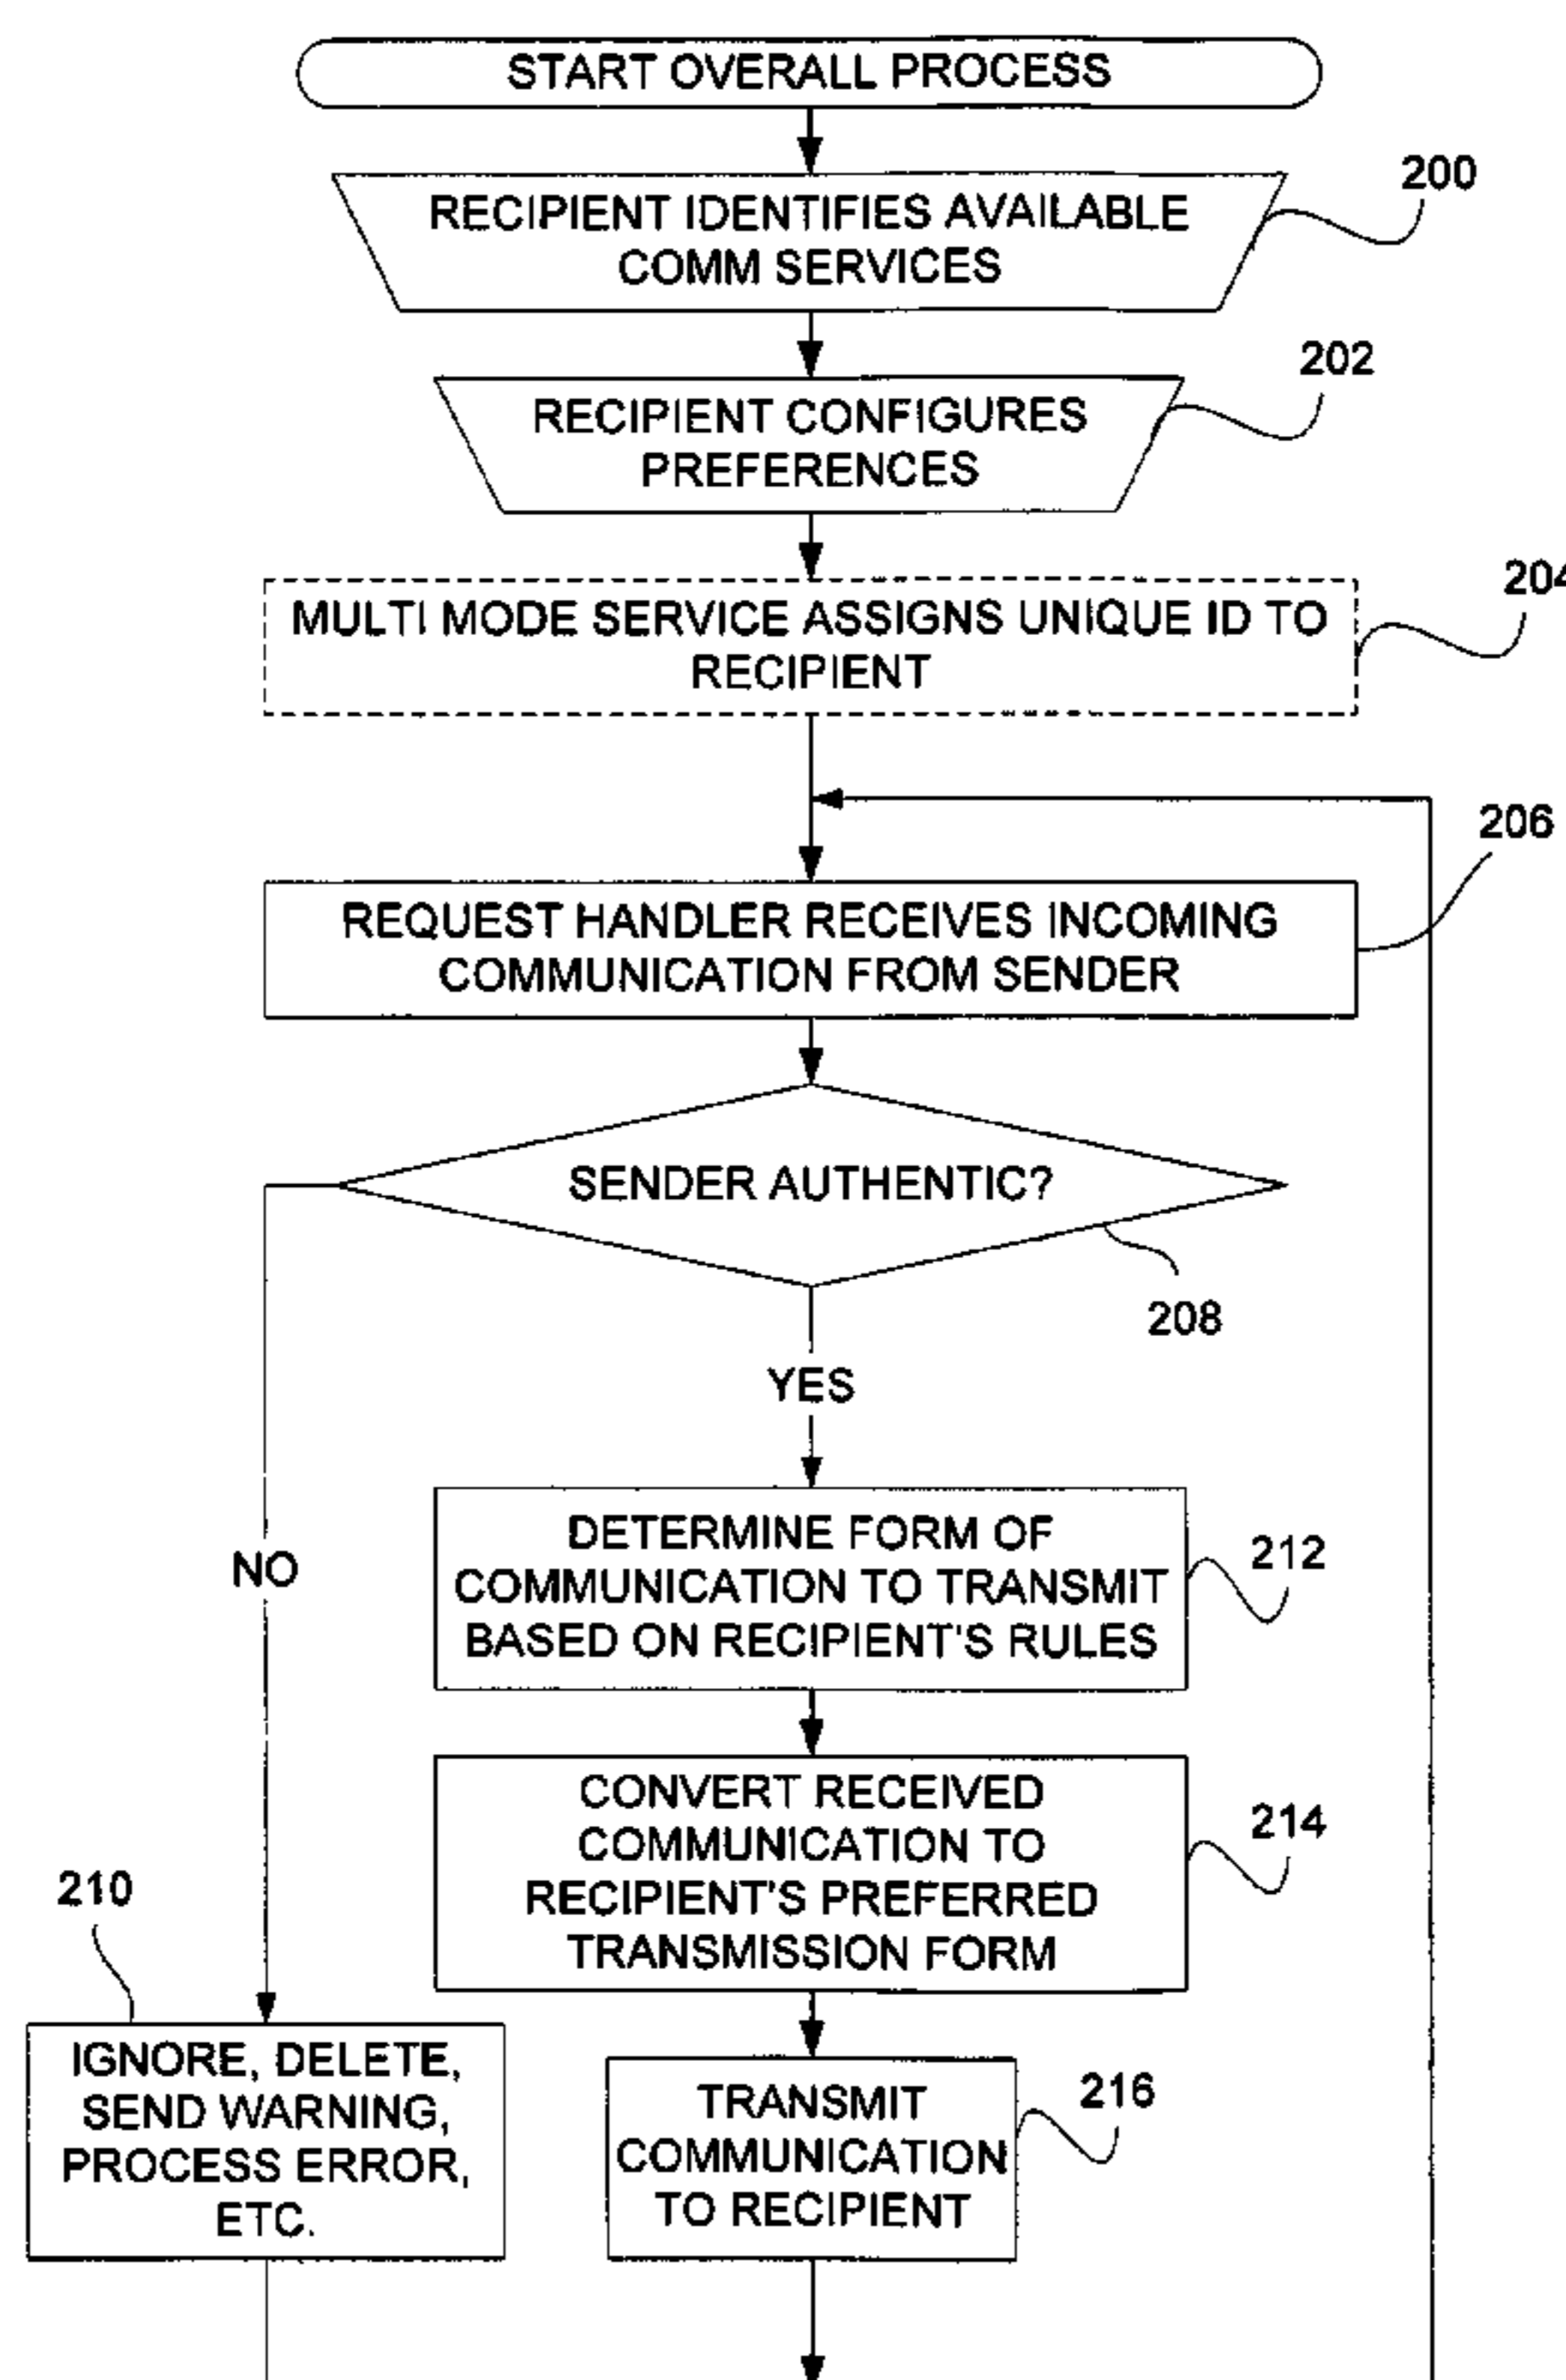 START OVERALL PROCESS
RECIPIENT IDENTIFIES AVAILABLE
COMM SERVICES
200
RECIPIENT CONFIGURES
PREFERENCES
202
MULTI MODE SERVICE ASSIGNS UNIQUE ID TO
RECIPIENT
204
REQUEST HANDLER RECEIVES INCOMING
COMMUNICATION FROM SENDER
206
SENDER AUTHENTIC?
208
YES
NO
DETERMINE FORM OF
COMMUNICATION TO TRANSMIT
BASED ON RECIPIENT'S RULES
212
CONVERT RECEIVED
COMMUNICATION TO
RECIPIENT'S PREFERRED
TRANSMISSION FORM
214
210
IGNORE, DELETE,
SEND WARNING,
PROCESS ERROR,
ETC.
TRANSMIT
COMMUNICATION
TO RECIPIENT
216